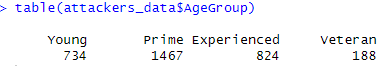 > table(attackers_data$AgeGroup)
Young Prime Experienced Veteran
734 1467 824 188